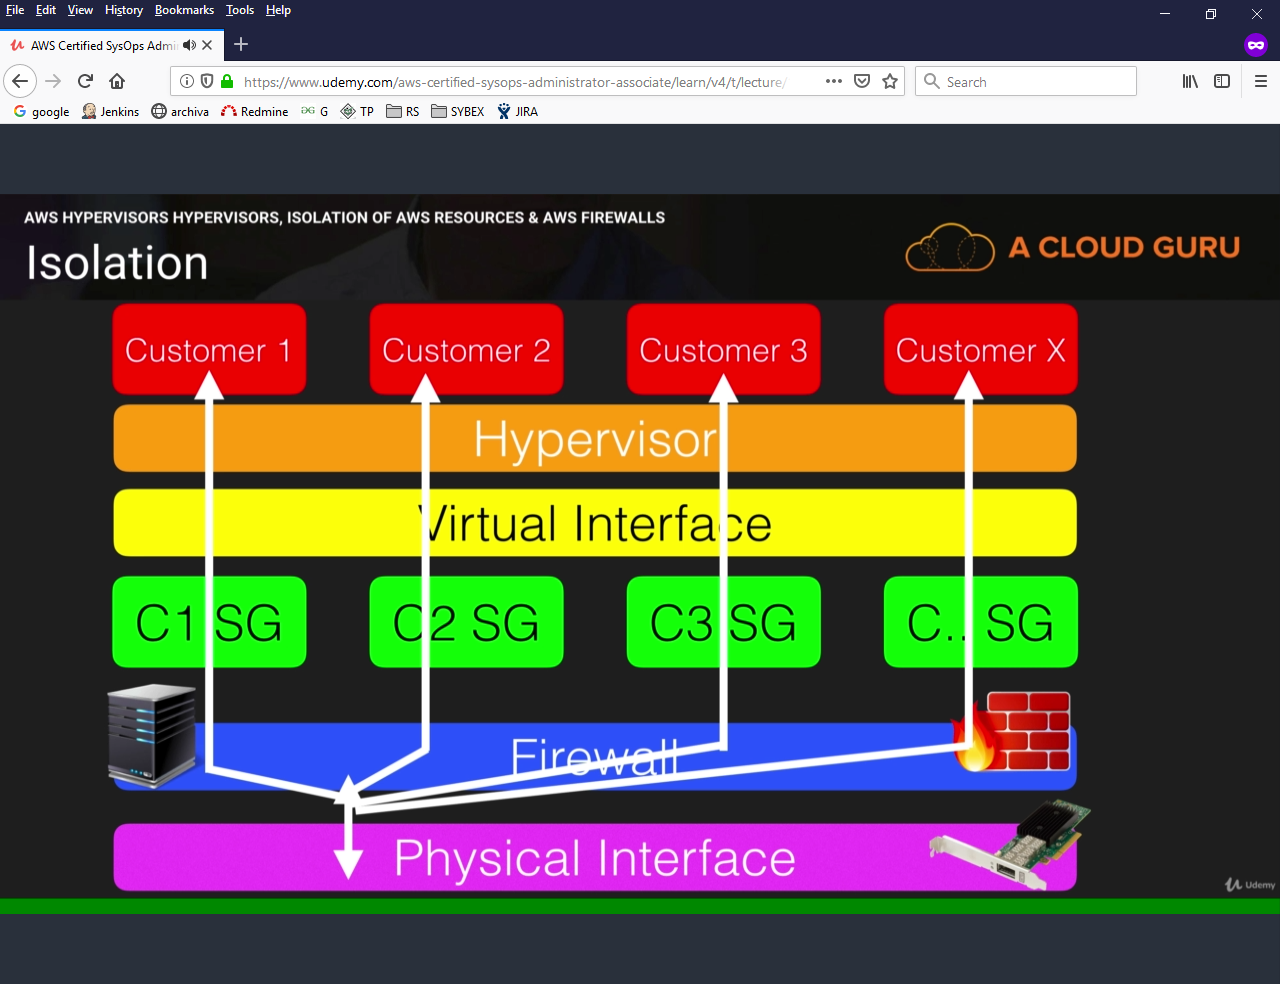 File Edit View History Bookmarks Tools Help
AWS Certified SysOps Admi
https://www.udemy.com/aws-certified-sysops-administrator-associate/learn/v4/t/lecture/
Search
google Jenkins archiva Redmine G TP RS SYBEX JIRA
AWS HYPERVISORS HYPERVISORS, ISOLATION OF AWS RESOURCES & AWS FIREWALLS
Isolation
A CLOUD GURU
Customer 1 Customer 2 Customer 3 Customer X
Hypervisor
Virtual Interface
C1 SG C2 SG C3 SG C.. SG
Firewall
Physical Interface
Udemy